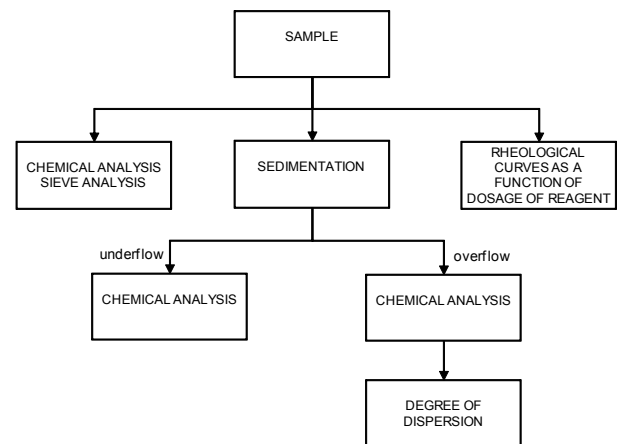 SAMPLE
CHEMICAL ANALYSIS
SIEVE ANALYSIS
SEDIMENTATION
RHEOLOGICAL
CURVES AS A
FUNCTION OF
DOSAGE OF REAGENT
underflow
overflow
CHEMICAL ANALYSIS
CHEMICAL ANALYSIS
DEGREE OF
DISPERSION